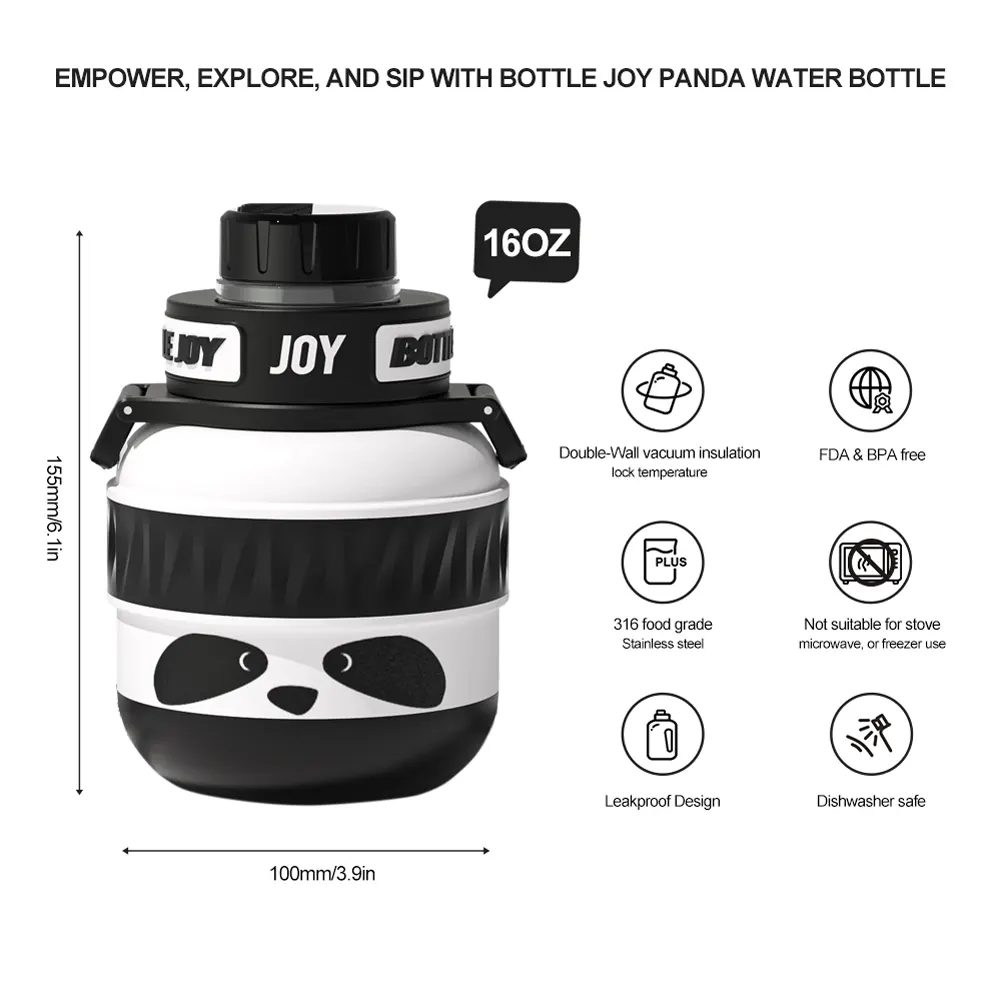 EMPOWER, EXPLORE, AND SIP WITH BOTTLE JOY PANDA WATER BOTTLE
16OZ
JOY
JOY
155mm/6.1in
100mm/3.9in
Double-Wall vacuum insulation
lock temperature
FDA & BPA free
PLUS
316 food grade
Stainless steel
Not suitable for stove
microwave, or freezer use
Leakproof Design
Dishwasher safe